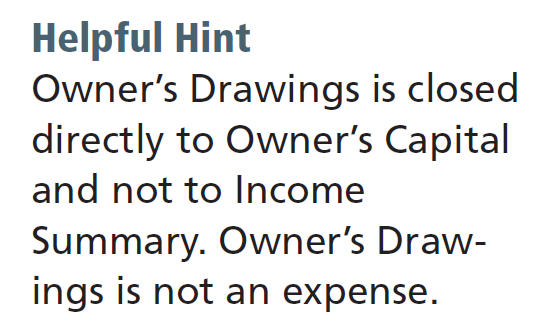 Helpful Hint
Owner’s Drawings is closed
directly to Owner’s Capital
and not to Income
Summary. Owner’s Draw-
ings is not an expense.